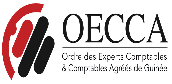 OECCA
Ordre des Experts Comptables
& Comptables Agréés de Guinée